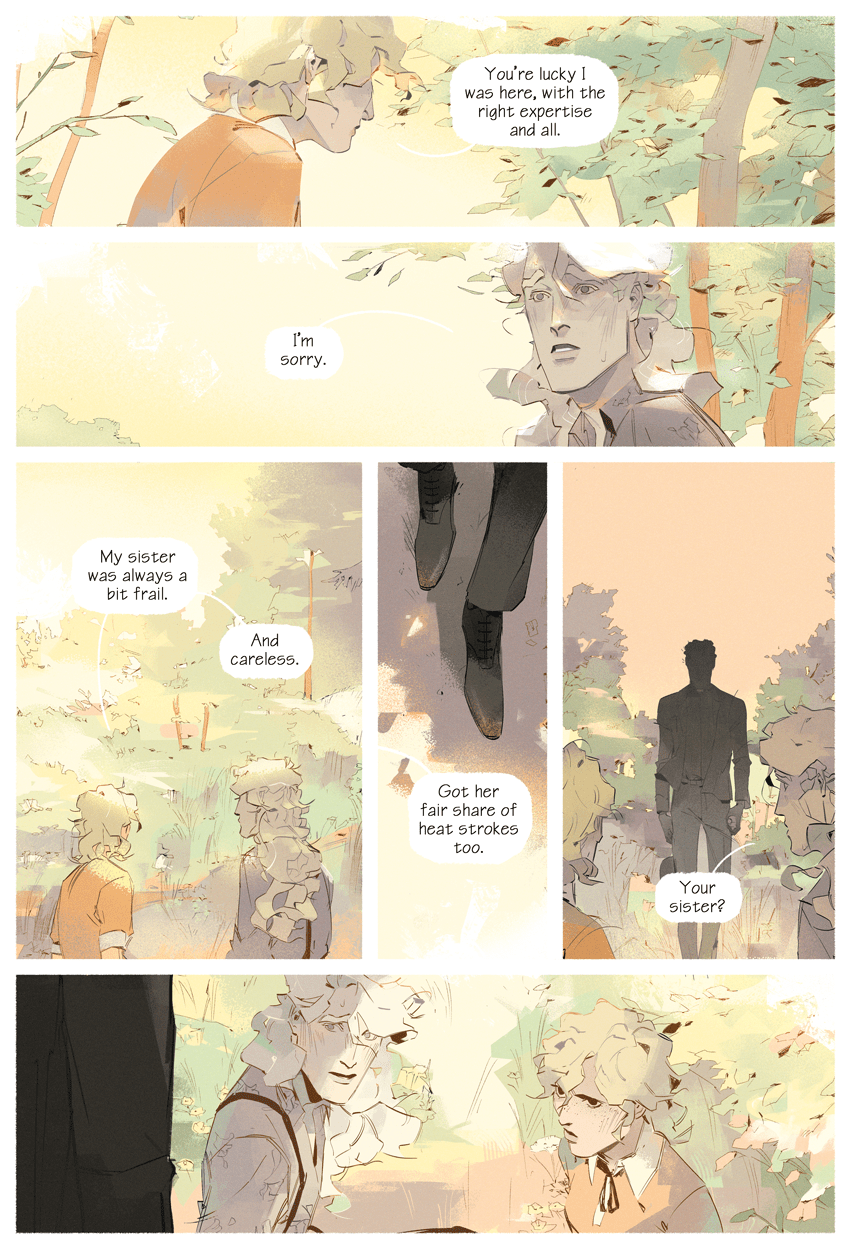 You're lucky I
was here, with the
right expertise
and all.
I'm
sorry.
My sister
was always a
bit frail.
And
careless.
Got her
fair share of
heat strokes
too.
Your
sister?